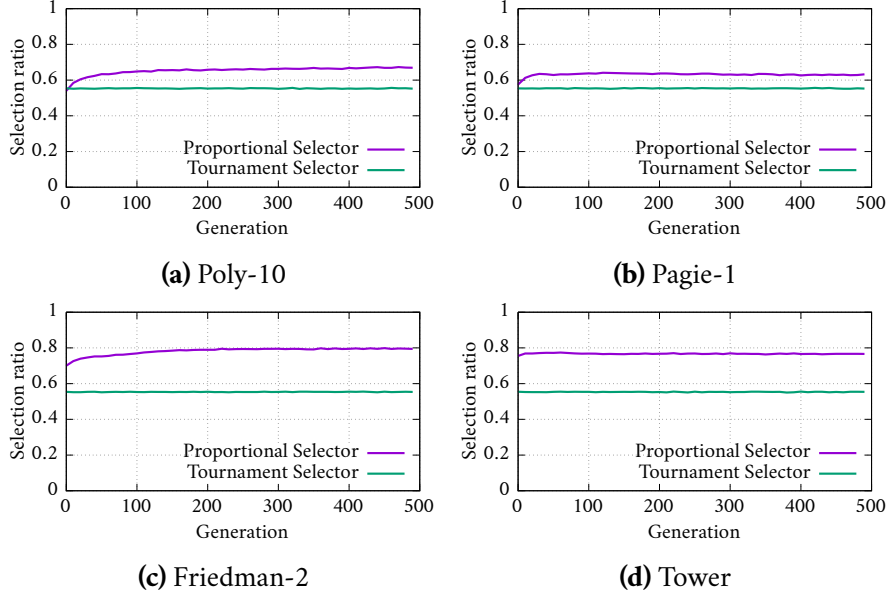 1
0.8
0.6
0.4
0.2
0
Selection ratio
Proportional Selector
Tournament Selector
0 100 200 300 400 500
Generation
(a) Poly-10
1
0.8
0.6
0.4
0.2
0
Selection ratio
Proportional Selector
Tournament Selector
0 100 200 300 400 500
Generation
(b) Pagie-1
1
0.8
0.6
0.4
0.2
0
Selection ratio
Proportional Selector
Tournament Selector
0 100 200 300 400 500
Generation
(c) Friedman-2
1
0.8
0.6
0.4
0.2
0
Selection ratio
Proportional Selector
Tournament Selector
0 100 200 300 400 500
Generation
(d) Tower